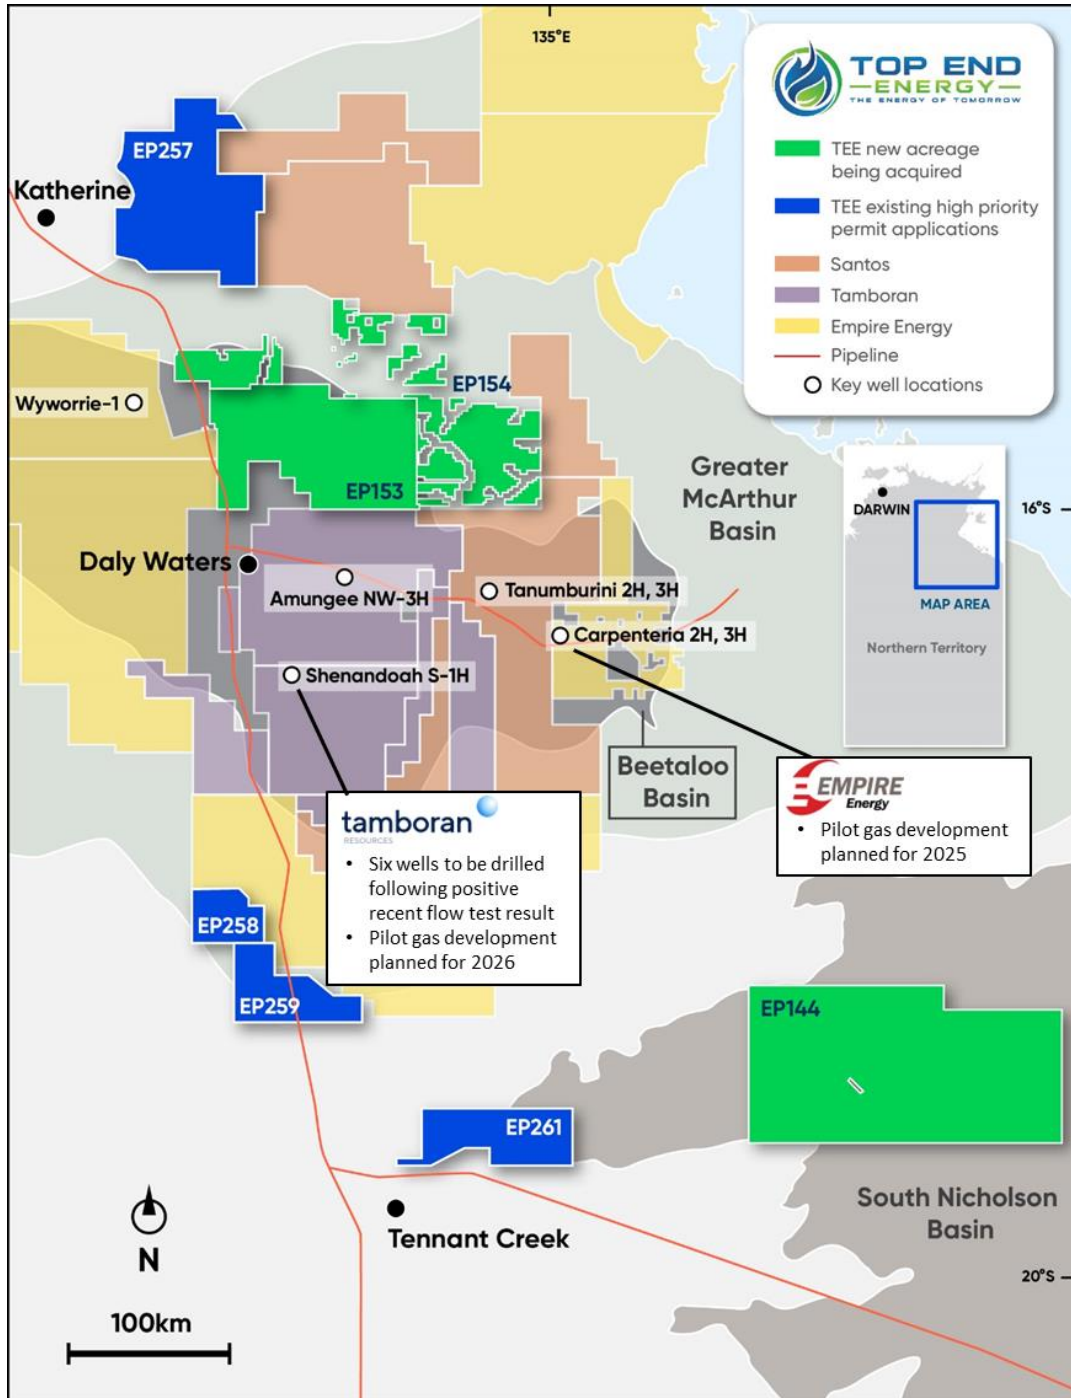 135°E
TOP END
ENERGY
THE ENERGY OF TOMORROW
TEE new acreage
being acquired
TEE existing high priority
permit applications
Santos
Tamboran
Empire Energy
Pipeline
Key well locations
EP257
Katherine
EP154
Wyworrie-1
EP153
Greater
McArthur
Basin
DARWIN
16°S
MAP AREA
Northern Territory
Daly Waters
Amungee NW-3H
Tanumburini 2H, 3H
Carpenteria 2H, 3H
Shenandoah S-1H
Beetaloo
Basin
tamboran
RESOURCES
• Six wells to be drilled
following positive
recent flow test result
• Pilot gas development
planned for 2026
EMPIRE
Energy
• Pilot gas development
planned for 2025
EP258
EP259
EP144
EP261
South Nicholson
Basin
Tennant Creek
20°S
N
100km